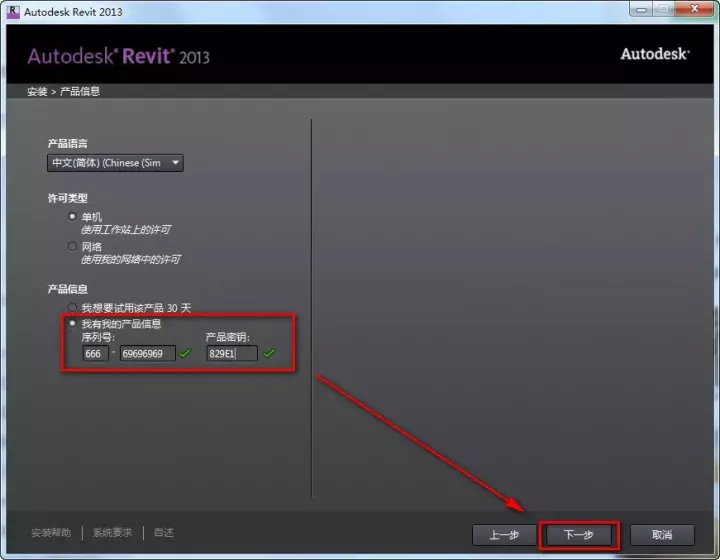 Autodesk Revit 2013
Autodesk® Revit® 2013
Autodesk®
安装 > 产品信息
产品语言
中文(简体) (Chinese (Sim
许可类型
单机
使用工作站上的许可
网络
使用我的网络中的许可
产品信息
我想要试用该产品 30 天
我有我的产品信息
序列号: 产品密钥:
666 - 69696969 829E1
安装帮助 | 系统要求 | 自述
上一步 下一步 取消